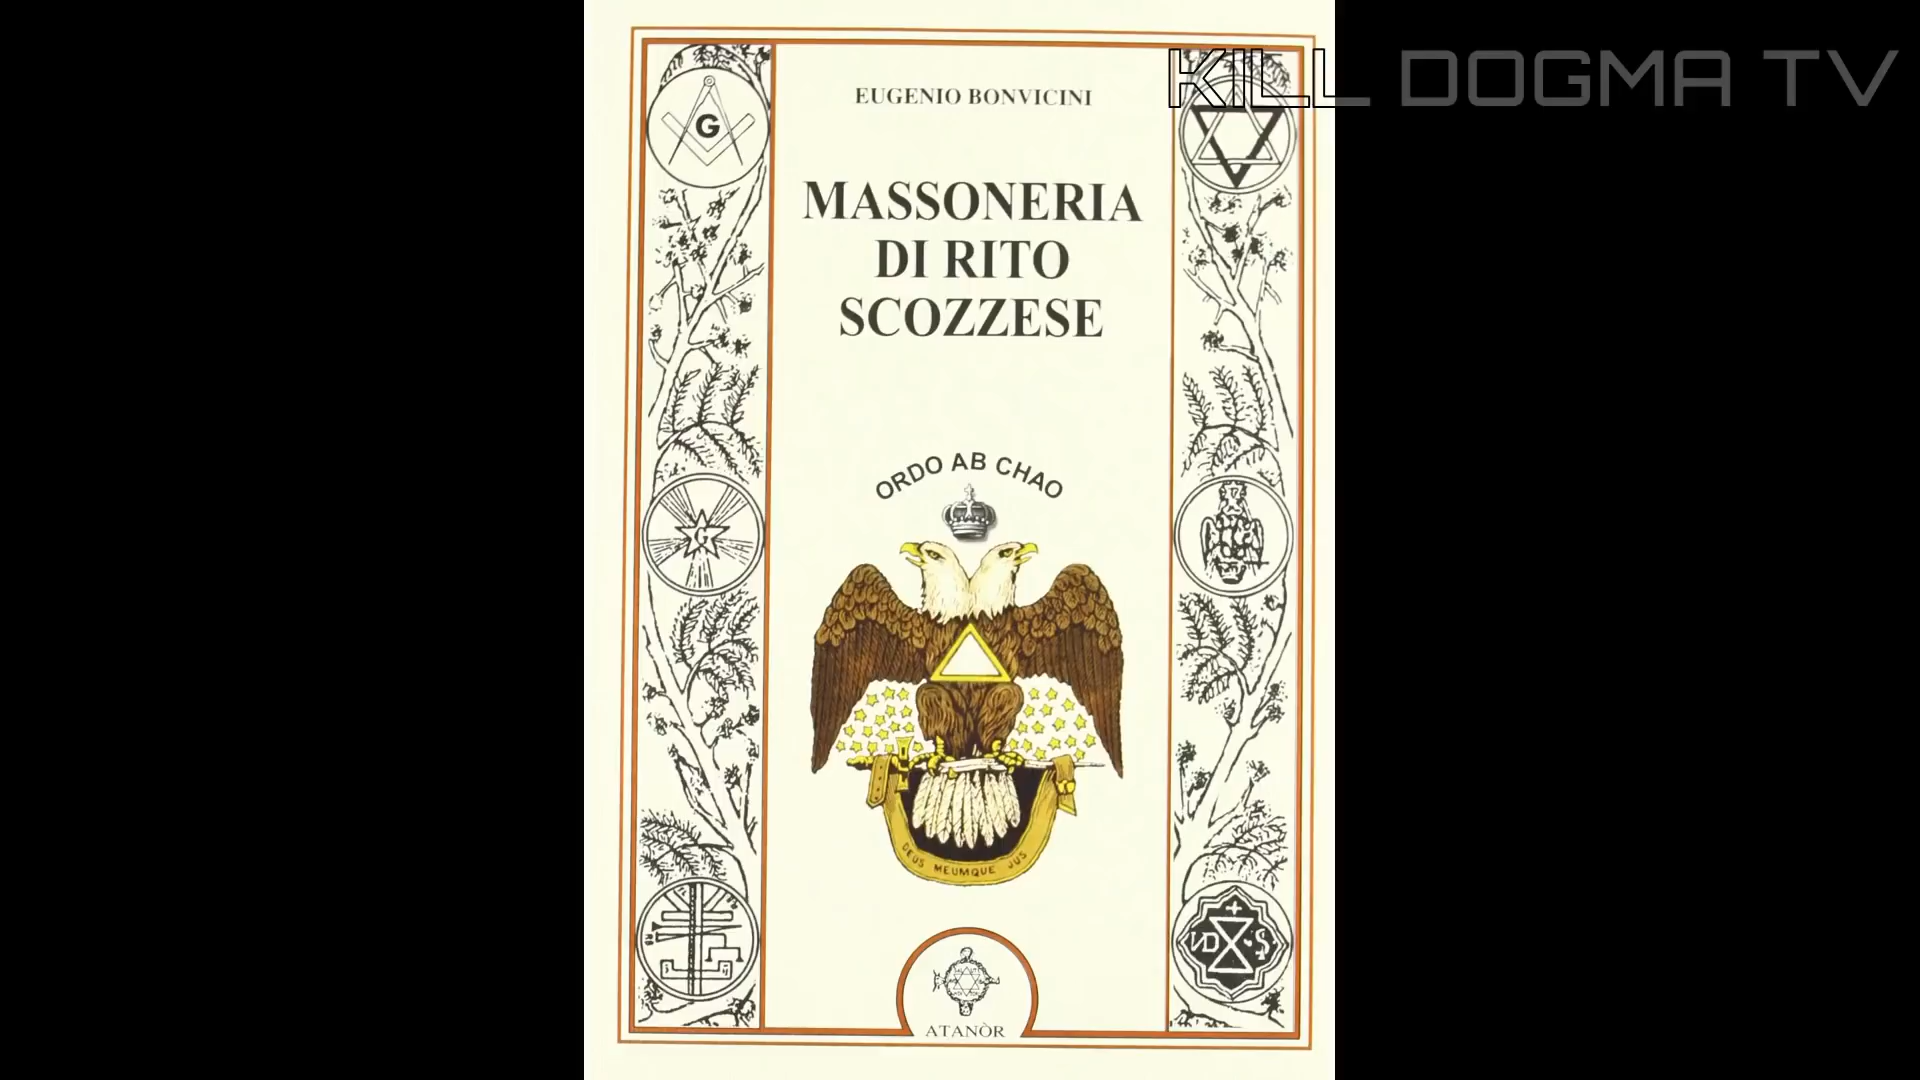 KILL DOGMA TV
EUGENIO BONVICINI
MASSONERIA
DI RITO
SCOZZESE
G
ORDO AB CHAO
G
DEUS MEUMQUE JUS
ATANÒR